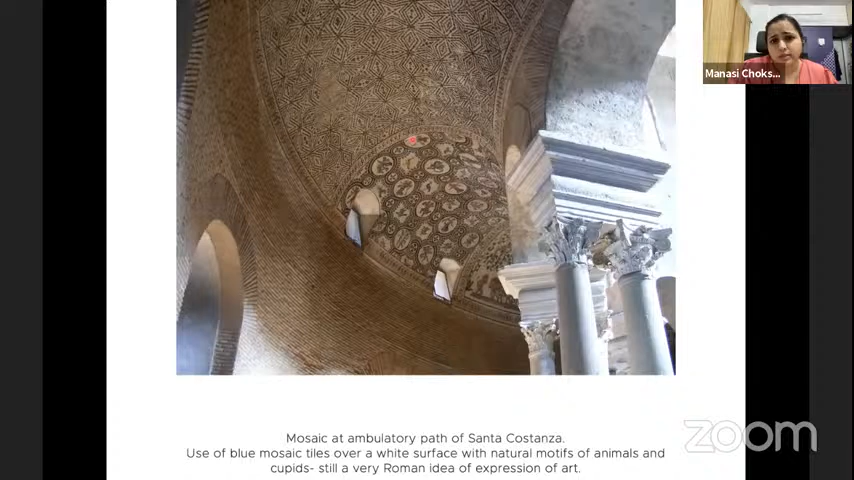 Manasi Choks...
zoom
Mosaic at ambulatory path of Santa Costanza.
Use of blue mosaic tiles over a white surface with natural motifs of animals and
cupids- still a very Roman idea of expression of art.